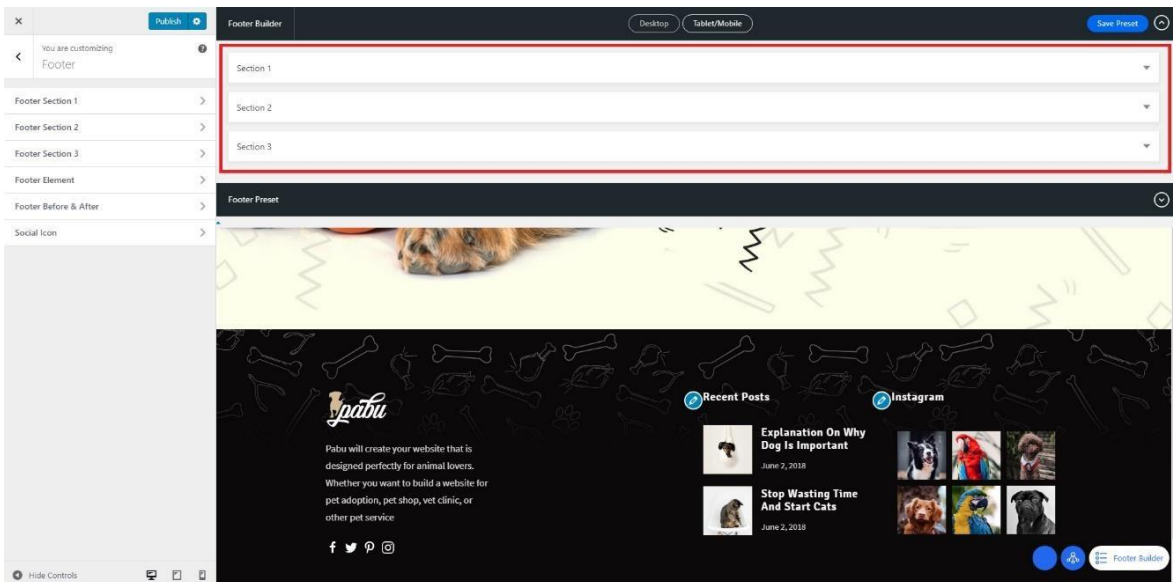 Publish
You are customizing
Footer
Footer Section 1
Footer Section 2
Footer Section 3
Footer Element
Footer Before & After
Social Icon
Hide Controls
Footer Builder
Desktop
Tablet/Mobile
Save Preset
Section 1
Section 2
Section 3
Footer Preset
pabu
Pabu will create your website that is
designed perfectly for animal lovers.
Whether you want to build a website for
pet adoption, pet shop, vet clinic, or
other pet service
Recent Posts
Explanation On Why
Dog Is Important
June 2, 2018
Stop Wasting Time
And Start Cats
June 2, 2018
Instagram
Footer Builder